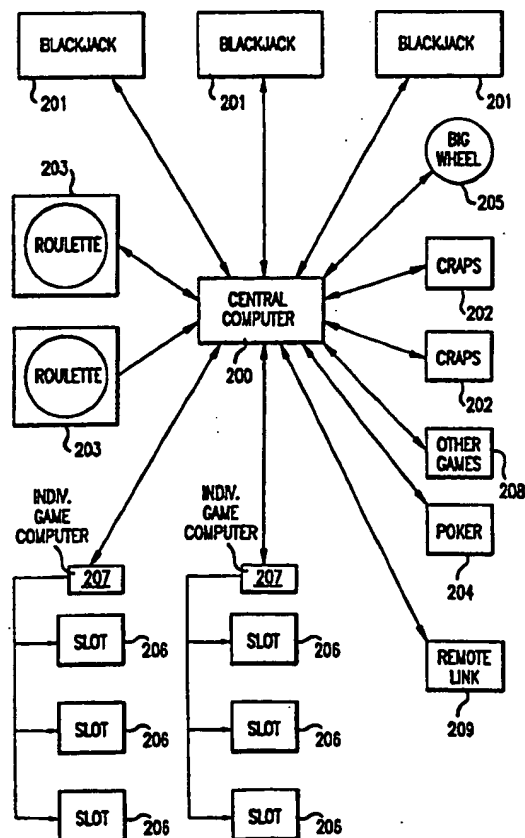 BLACKJACK
BLACKJACK
BLACKJACK
201
201
201
BIG
WHEEL
205
203
ROULETTE
CENTRAL
COMPUTER
200
CRAPS
202
ROULETTE
203
CRAPS
202
OTHER
GAMES
208
POKER
204
INDIV.
GAME
COMPUTER
207
INDIV.
GAME
COMPUTER
207
SLOT
206
SLOT
206
SLOT
206
SLOT
206
SLOT
206
SLOT
206
REMOTE
LINK
209